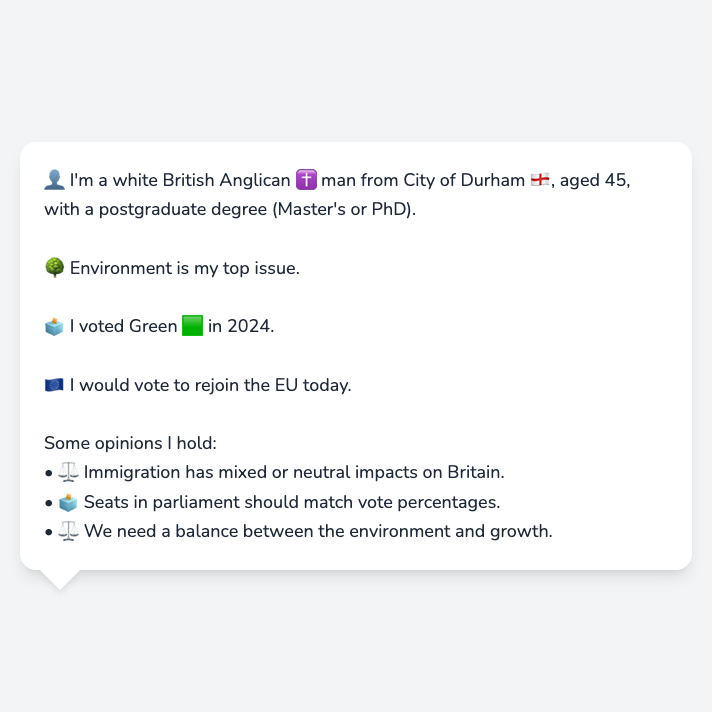 👤 I'm a white British Anglican ✝️ man from City of Durham 🏴󠁧󠁢󠁥󠁮󠁧󠁿, aged 45,
with a postgraduate degree (Master's or PhD).
🌳 Environment is my top issue.
🗳️ I voted Green 🟩 in 2024.
🇪🇺 I would vote to rejoin the EU today.
Some opinions I hold:
• ⚖️ Immigration has mixed or neutral impacts on Britain.
• 🗳️ Seats in parliament should match vote percentages.
• ⚖️ We need a balance between the environment and growth.